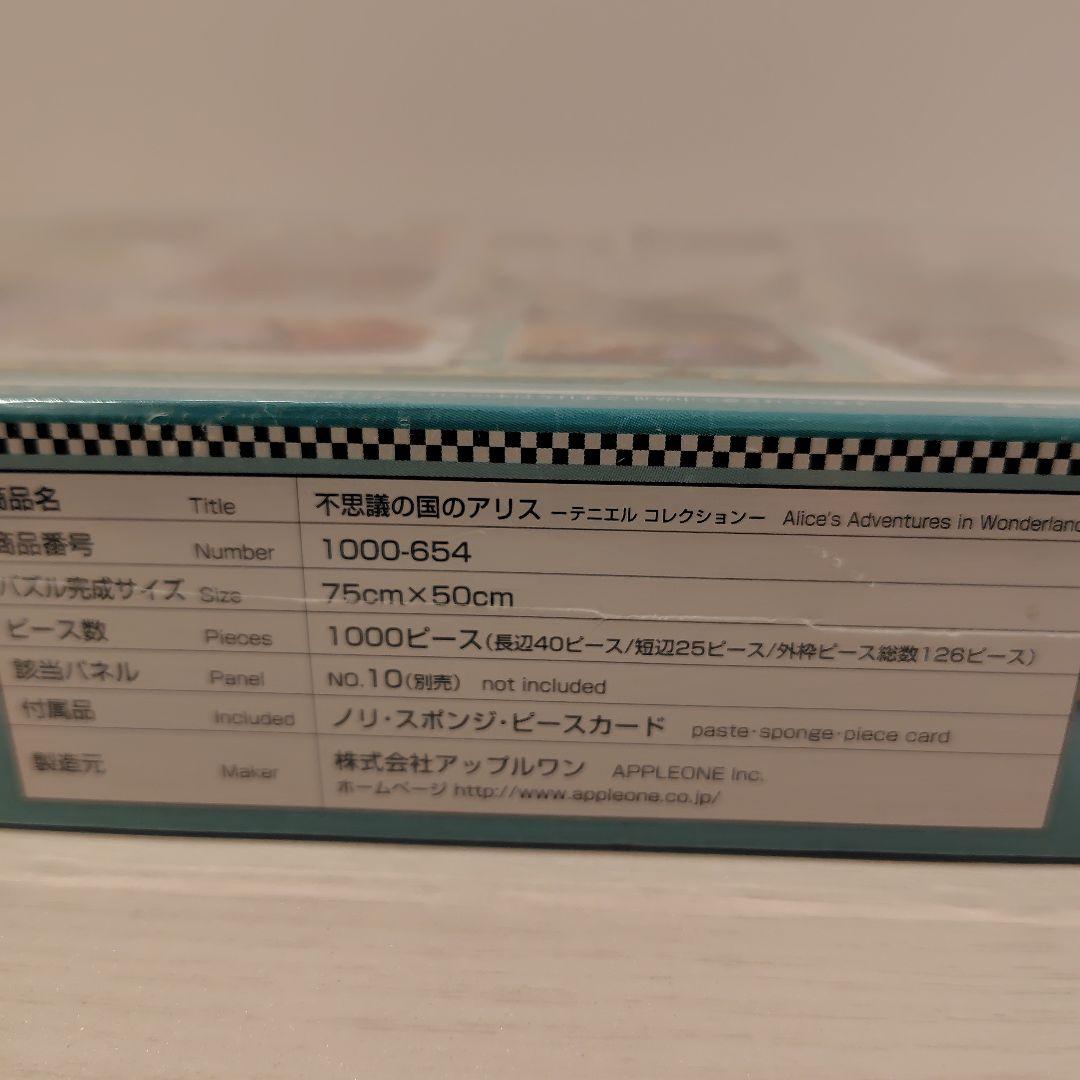 商品名 Title 不思議の国のアリス ーテニエル コレクションー Alice's Adventures in Wonderland
商品番号 Number 1000-654
パズル完成サイズ Size 75cm×50cm
ピース数 Pieces 1000ピース(長辺40ピース/短辺25ピース/外枠ピース総数126ピース)
該当パネル Panel NO.10(別売) not included
付属品 Included ノリ・スポンジ・ピースカード paste・sponge・piece card
製造元 Maker 株式会社アップルワン APPLEONE Inc.
ホームページ http://www.appleone.co.jp/